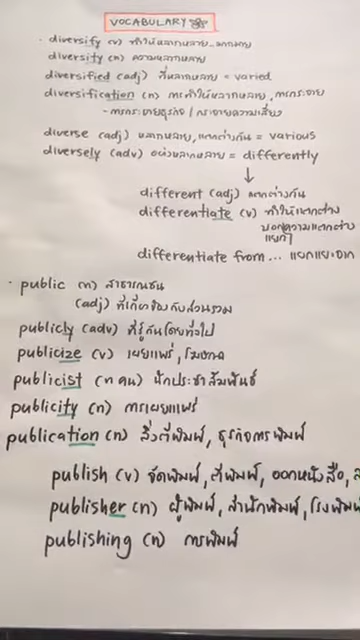 VOCABULARY
· diversify (v) ทำให้หลากหลาย, แตกแขนง
diversity (n) ความหลากหลาย
diversified (adj) ที่หลากหลาย = varied
diversification (n) การทำให้หลากหลาย, การกระจาย
- การกระจายธุรกิจ / กระจายความเสี่ยง
diverse (adj) หลากหลาย, แตกต่างกัน = various
diversely (adv) อย่างหลากหลาย = differently
↓
different (adj) แตกต่างกัน
differentiate (v) ทำให้แตกต่าง
บอกความแตกต่าง
แยก
differentiate from ... แยกแยะจาก
· public (n) สาธารณชน
(adj) ที่เกี่ยวข้องกับส่วนรวม
publicly (adv) ที่รู้กันโดยทั่วไป
publicize (v) เผยแพร่, โฆษณา
publicist (n คน) นักประชาสัมพันธ์
publicity (n) การเผยแพร่
publication (n) สิ่งตีพิมพ์, ธุรกิจการพิมพ์
publish (v) จัดพิมพ์, ตีพิมพ์, ออกหนังสือ,
publisher (n) ผู้พิมพ์, สำนักพิมพ์, โรงพิมพ์
publishing (n) การพิมพ์